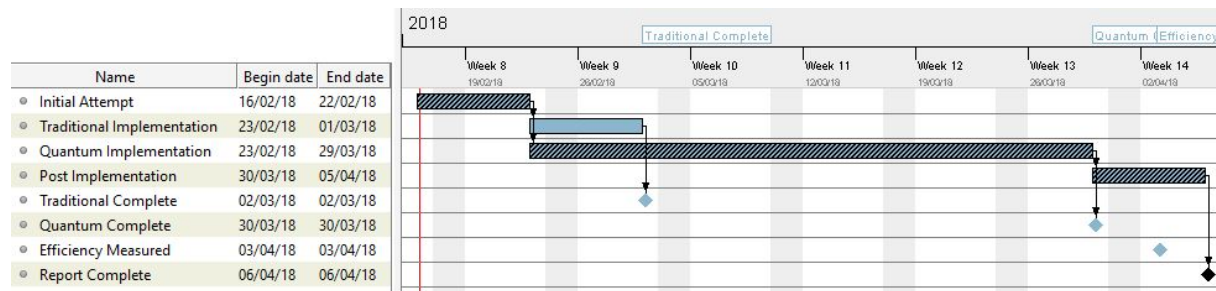 2018
Traditional Complete
Quantum Efficiency
Name Begin date End date
Week 8 Week 9 Week 10 Week 11 Week 12 Week 13 Week 14
19/02/18 26/02/18 05/03/18 12/03/18 19/03/18 26/03/18 02/04/18
Initial Attempt 16/02/18 22/02/18
Traditional Implementation 23/02/18 01/03/18
Quantum Implementation 23/02/18 29/03/18
Post Implementation 30/03/18 05/04/18
Traditional Complete 02/03/18 02/03/18
Quantum Complete 30/03/18 30/03/18
Efficiency Measured 03/04/18 03/04/18
Report Complete 06/04/18 06/04/18